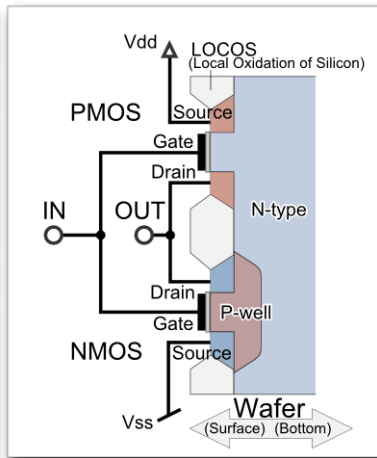 Vdd
LOCOS
(Local Oxidation of Silicon)
PMOS
Source
Gate
Drain
IN
OUT
N-type
Drain
P-well
Gate
NMOS
Source
Vss
Wafer
(Surface) (Bottom)